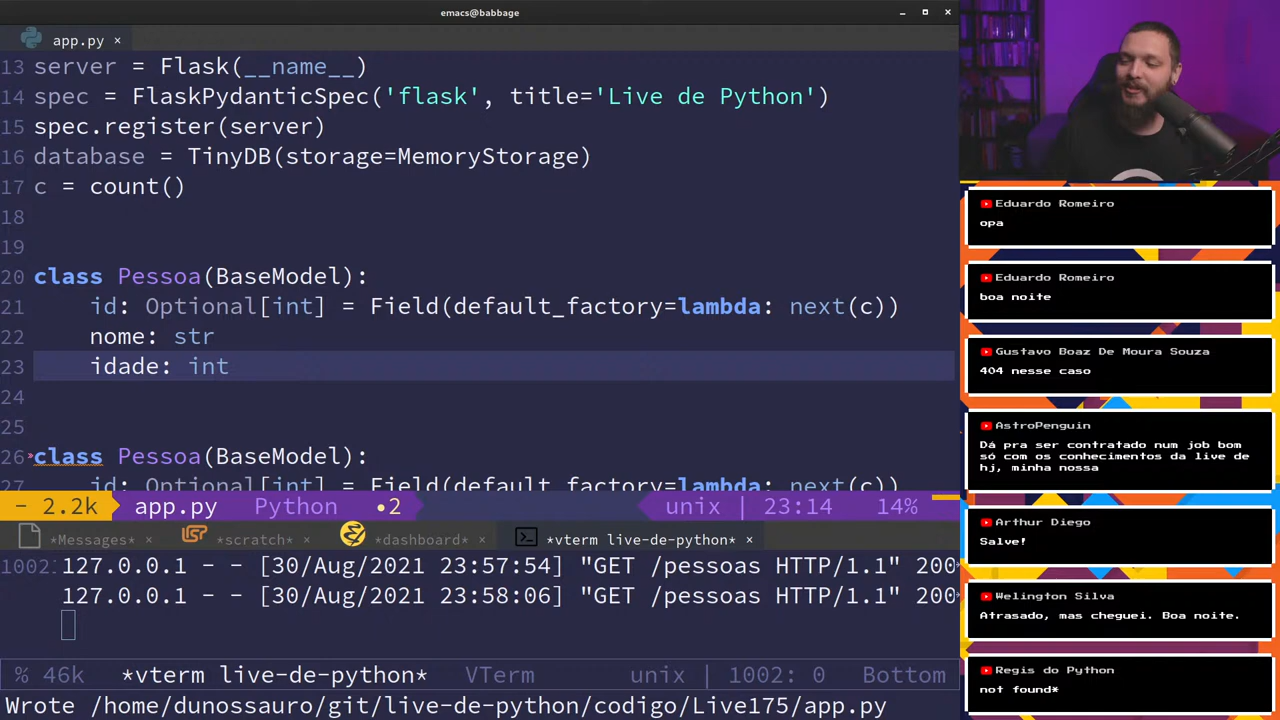 emacs@babbage
app.py ×
13 server = Flask(__name__)
14 spec = FlaskPydanticSpec('flask', title='Live de Python')
15 spec.register(server)
16 database = TinyDB(storage=MemoryStorage)
17 c = count()
18
19
20 class Pessoa(BaseModel):
21 id: Optional[int] = Field(default_factory=lambda: next(c))
22 nome: str
23 idade: int
24
25
26 class Pessoa(BaseModel):
27 id: Optional[int] = Field(default_factory=lambda: next(c))
- 2.2k app.py Python •2 unix | 23:14 14%
*Messages* × *scratch* × *dashboard* × *vterm live-de-python* ×
1002: 127.0.0.1 - - [30/Aug/2021 23:57:54] "GET /pessoas HTTP/1.1" 200
127.0.0.1 - - [30/Aug/2021 23:58:06] "GET /pessoas HTTP/1.1" 200
% 46k *vterm live-de-python* VTerm unix | 1002: 0 Bottom
Wrote /home/dunossauro/git/live-de-python/codigo/Live175/app.py
Eduardo Romeiro
opa
Eduardo Romeiro
boa noite
Gustavo Boaz De Moura Souza
404 nesse caso
AstroPenguin
Dá pra ser contratado num job bom
só com os conhecimentos da live de
hj, minha nossa
Arthur Diego
Salve!
Welington Silva
Atrasado, mas cheguei. Boa noite.
Regis do Python
not found*